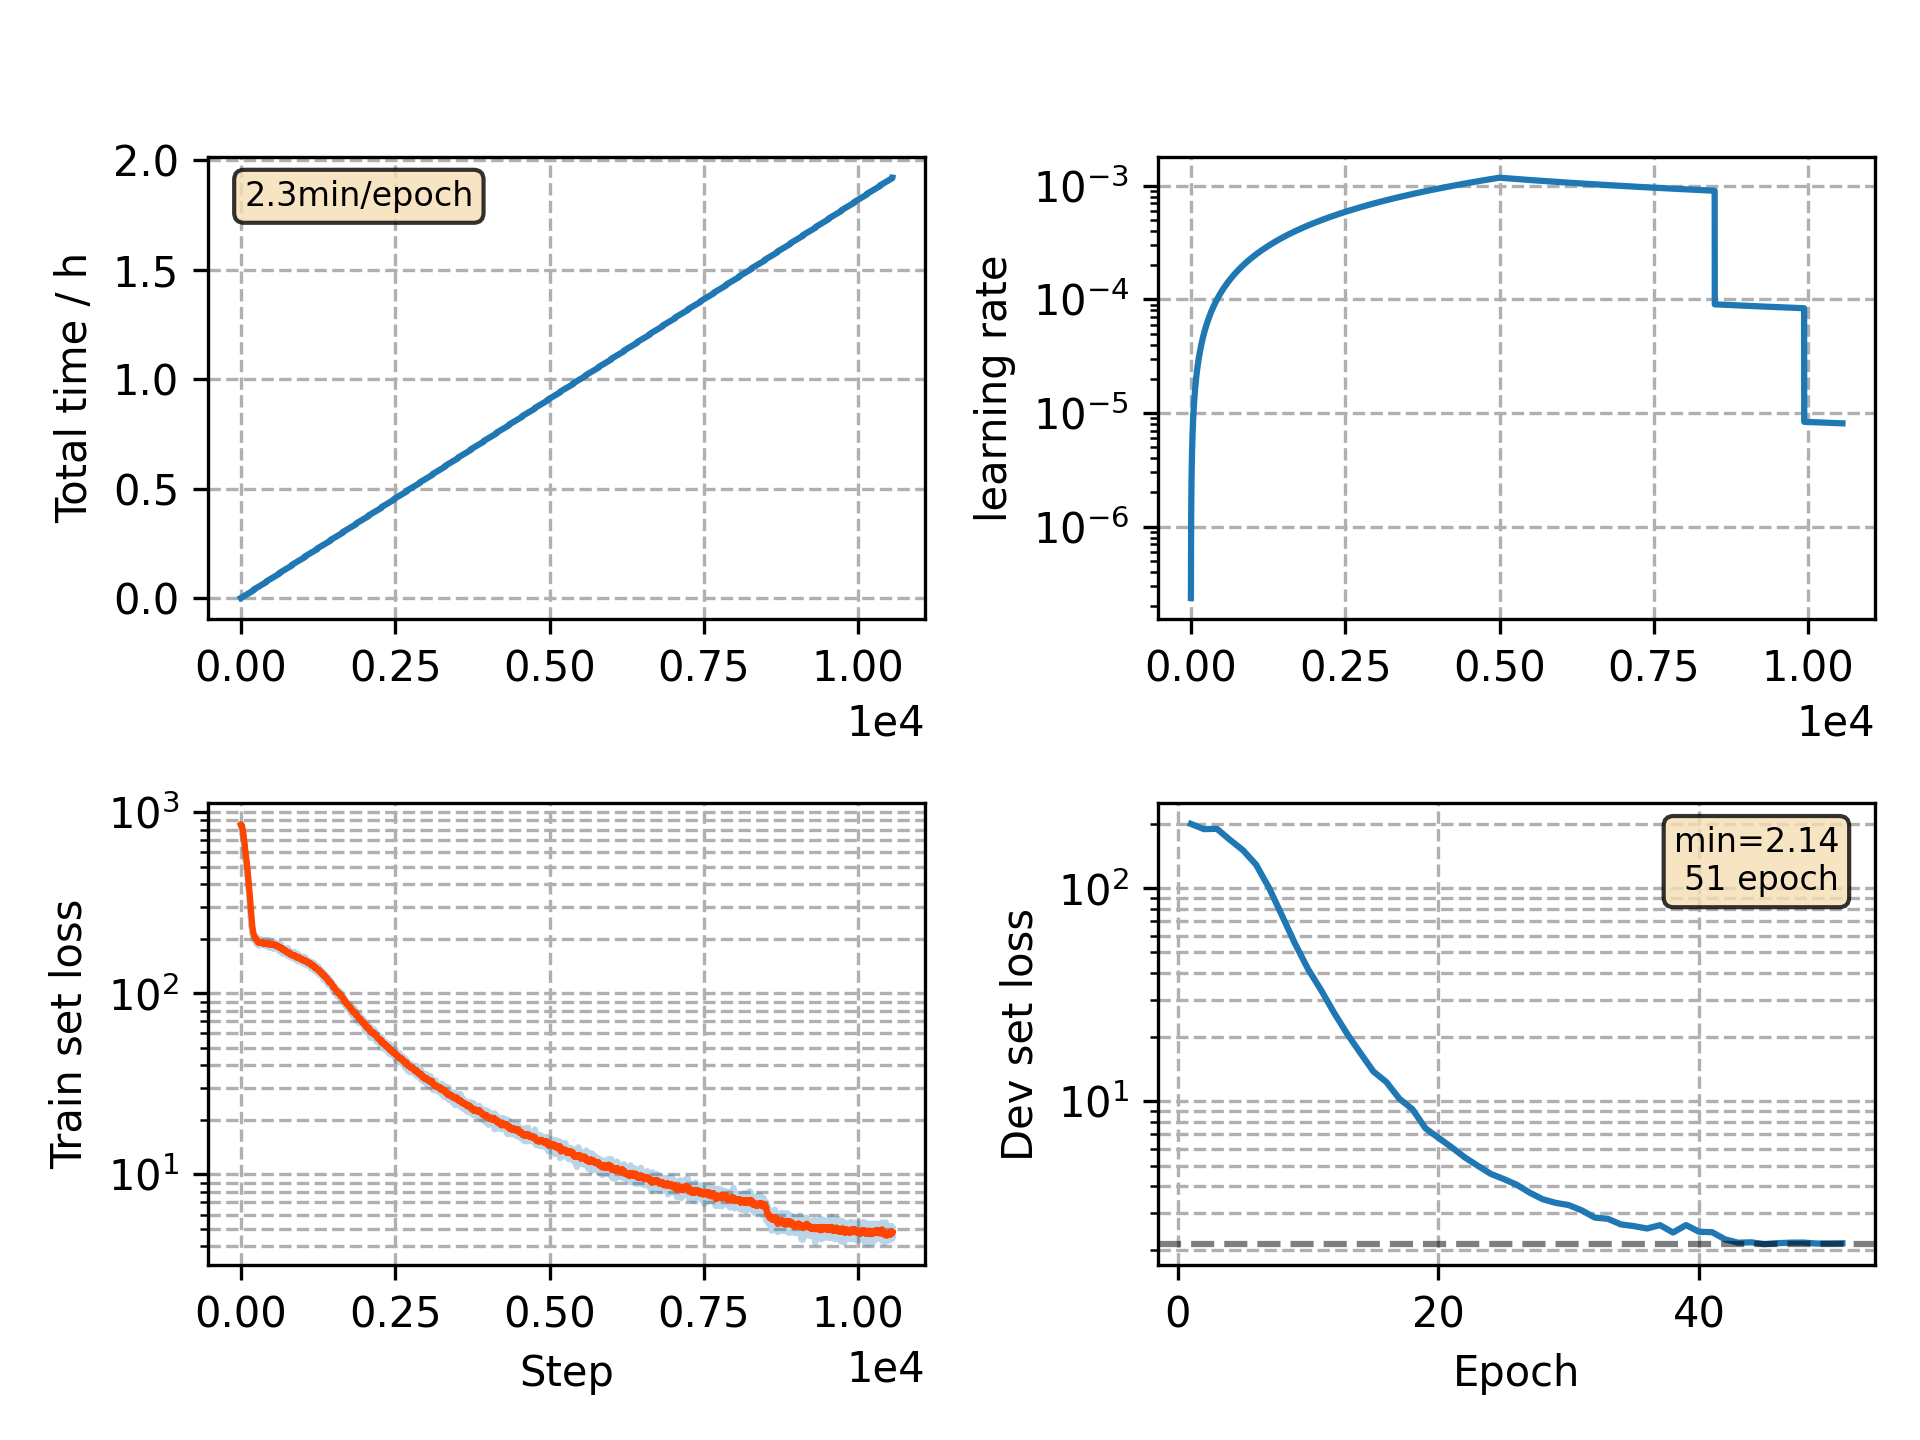 2.0
1.5
1.0
0.5
0.0
Total time / h
2.3min/epoch
0.00 0.25 0.50 0.75 1.00
1e4
10⁻³
10⁻⁴
10⁻⁵
10⁻⁶
learning rate
0.00 0.25 0.50 0.75 1.00
1e4
10³
10²
10¹
Train set loss
0.00 0.25 0.50 0.75 1.00
1e4
Step
10²
10¹
Dev set loss
min=2.14
51 epoch
0 20 40
Epoch